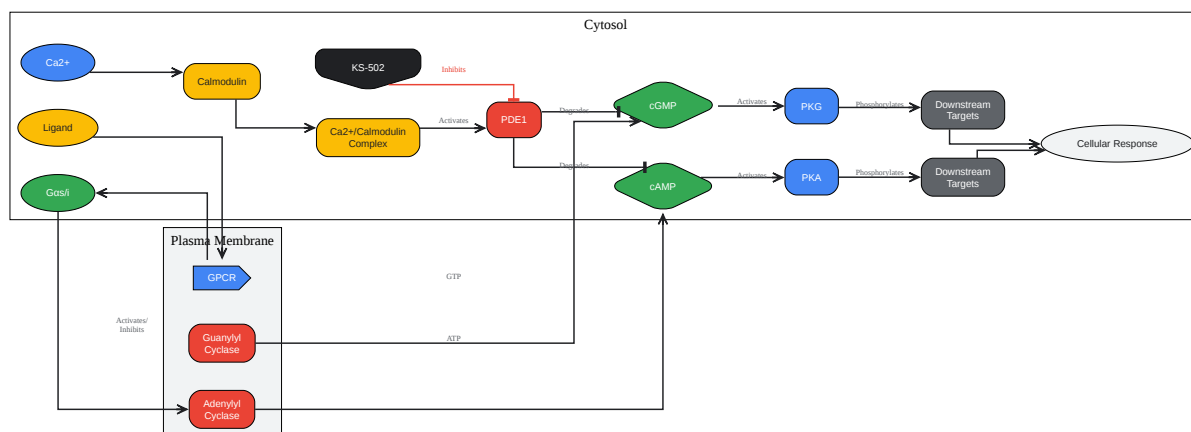 Cytosol
Ca2+
Calmodulin
KS-502
Inhibits
Ligand
Ca2+/Calmodulin
Complex
Activates
PDE1
Degrades
cGMP
Activates
PKG
Phosphorylates
Downstream
Targets
Cellular Response
Gαs/i
Degrades
cAMP
Activates
PKA
Phosphorylates
Downstream
Targets
Plasma Membrane
GPCR
GTP
Activates/
Inhibits
Guanylyl
Cyclase
ATP
Adenylyl
Cyclase